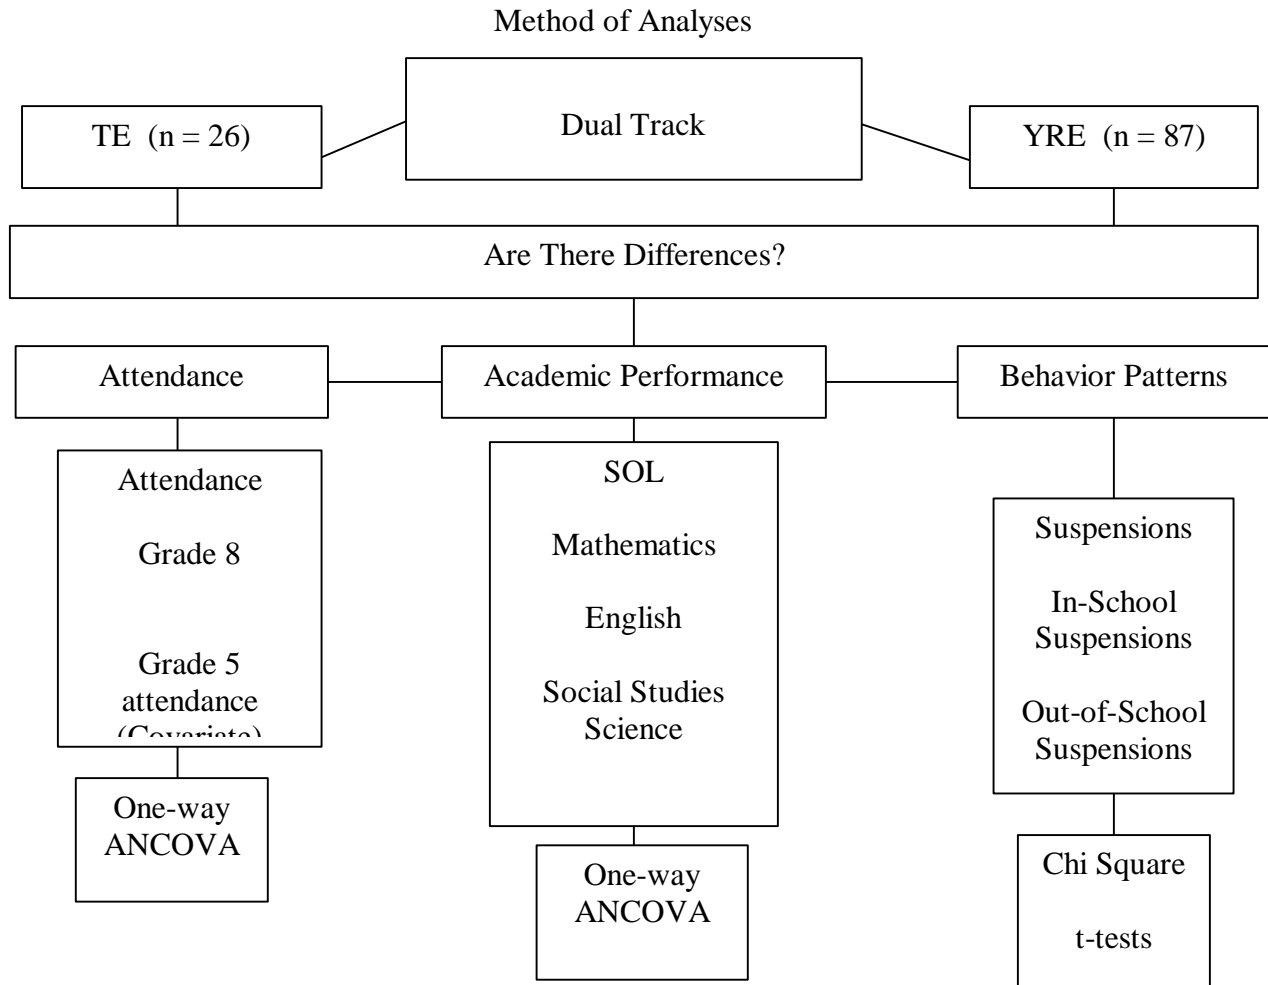 Method of Analyses
TE (n = 26)
Dual Track
YRE (n = 87)
Are There Differences?
Attendance
Academic Performance
Behavior Patterns
Attendance
Grade 8
Grade 5
attendance
(Covariate)
One-way
ANCOVA
SOL
Mathematics
English
Social Studies
Science
One-way
ANCOVA
Suspensions
In-School
Suspensions
Out-of-School
Suspensions
Chi Square
t-tests